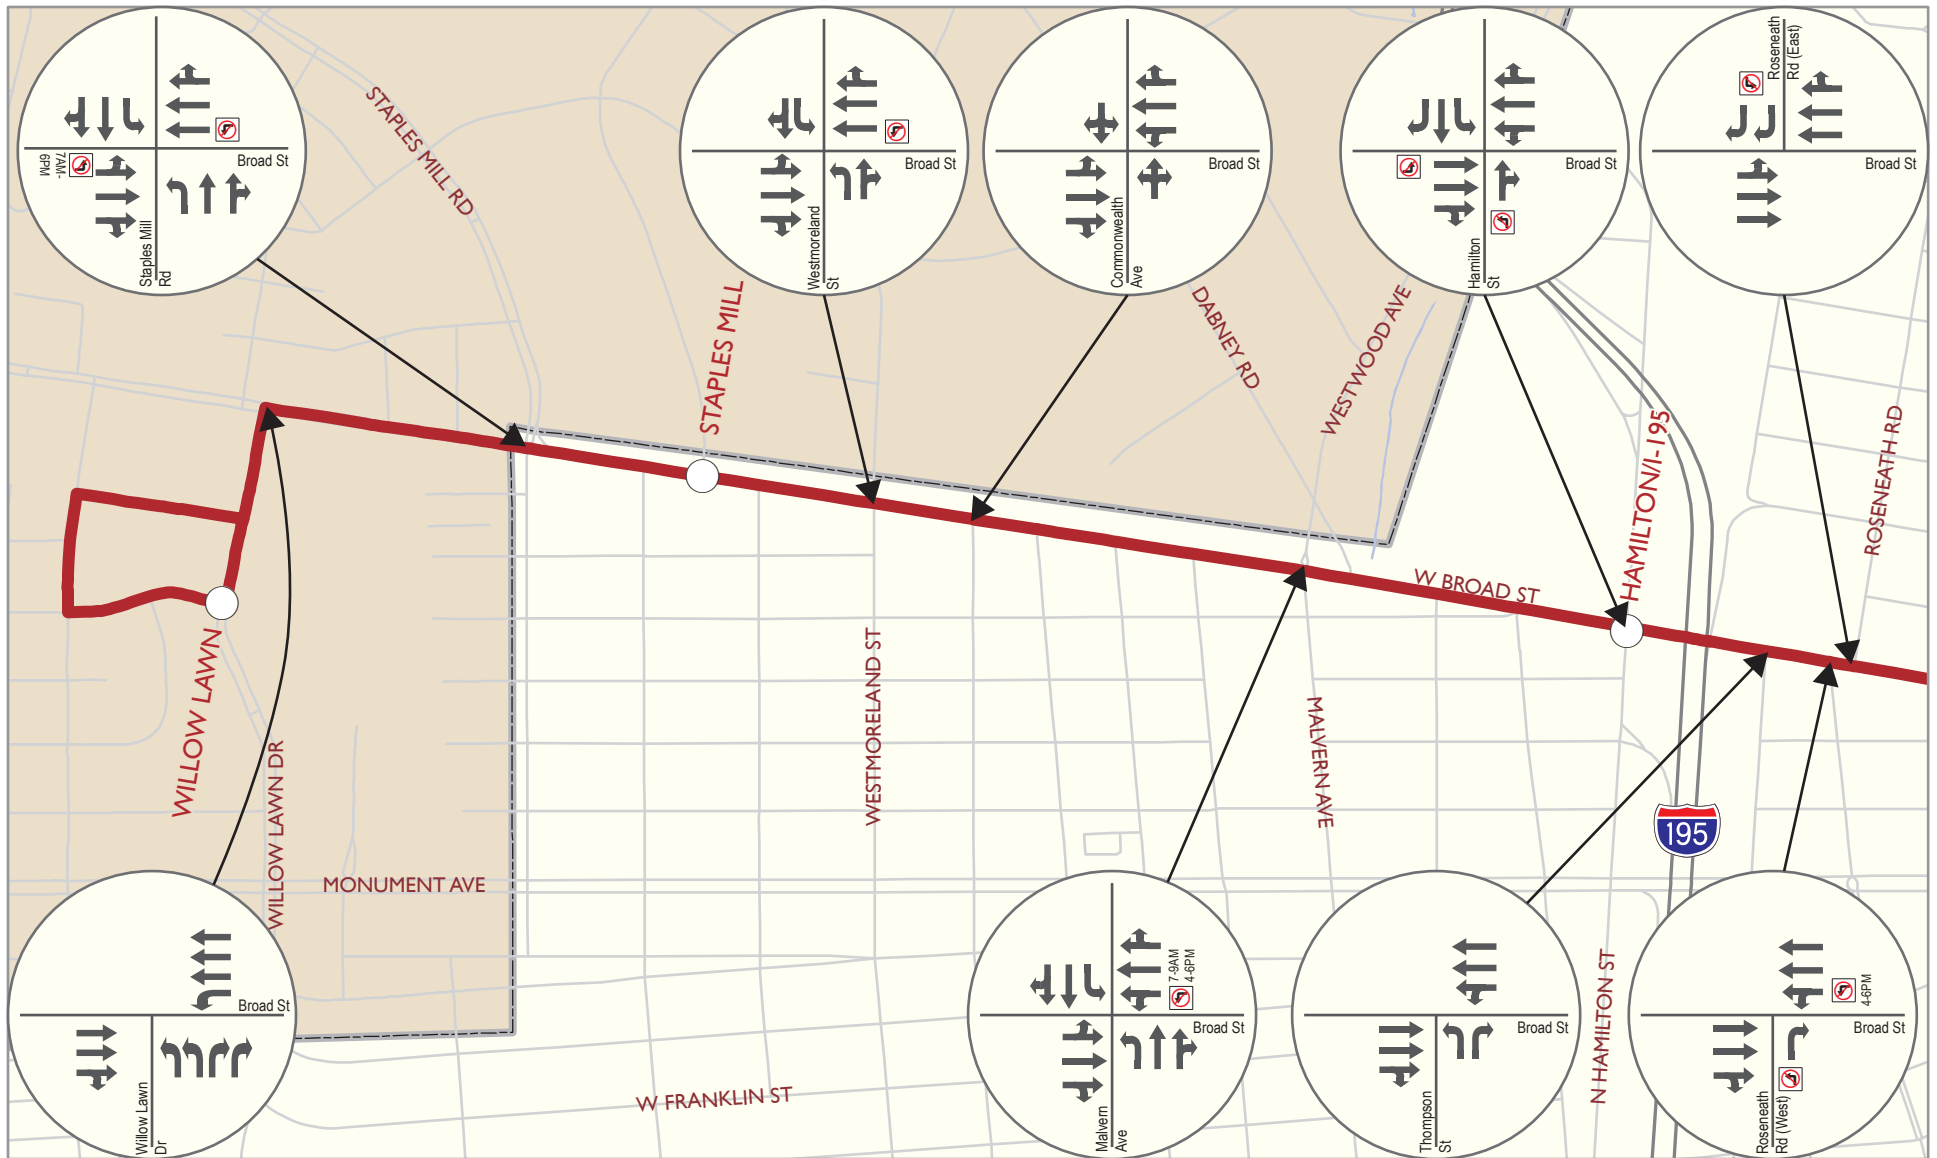 Broad St
7AM-
6PM
Staples Mill
Rd
Broad St
Westmoreland
St
Broad St
Commonwealth
Ave
Broad St
Hamilton
St
Roseneath
Rd (East)
Broad St
STAPLES MILL RD
STAPLES MILL
DABNEY RD
WESTWOOD AVE
HAMILTON/I-195
ROSENEATH RD
W BROAD ST
WILLOW LAWN
WILLOW LAWN DR
WESTMORELAND ST
MALVERN AVE
195
MONUMENT AVE
N HAMILTON ST
W FRANKLIN ST
Broad St
Willow Lawn
Dr
7-9AM
4-6PM
Broad St
Malvern
Ave
Broad St
Thompson
St
4-6PM
Broad St
Roseneath
Rd (West)